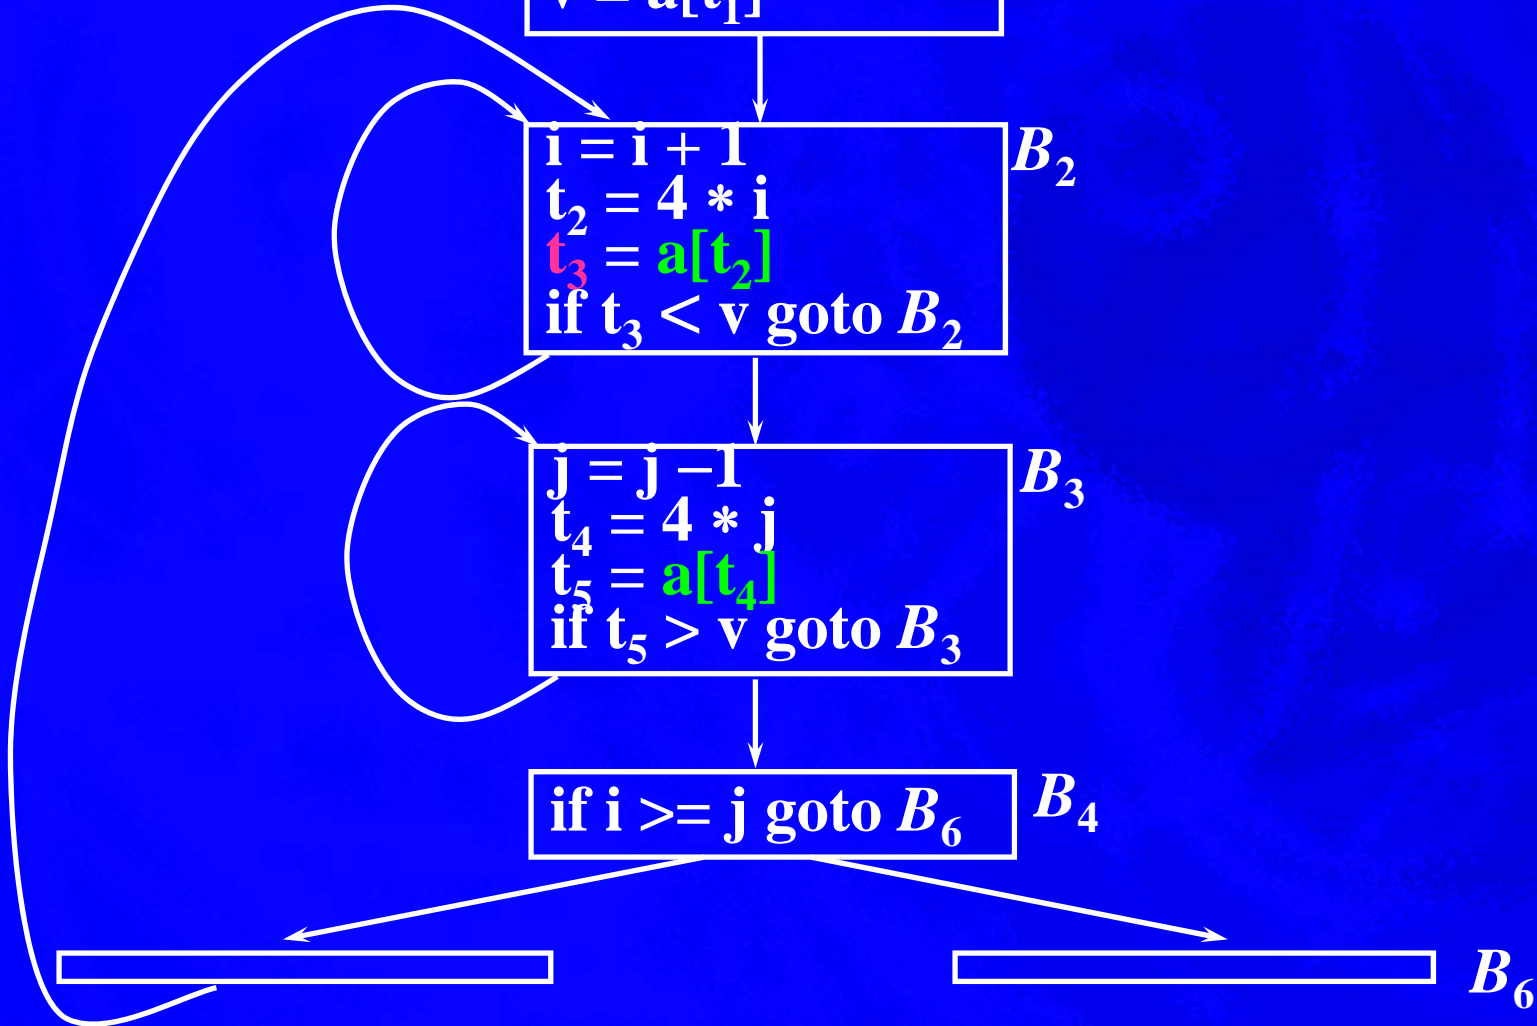 v = a[t₁]
i = i + 1
B₂
t₂ = 4 * i
t₃ = a[t₂]
if t₃ < v goto B₂
j = j –1
B₃
t₄ = 4 * j
t₅ = a[t₄]
if t₅ > v goto B₃
if i >= j goto B₆
B₄
B₆